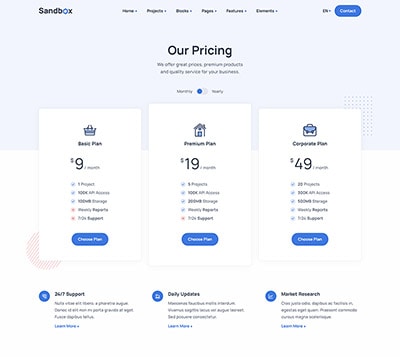 Sandbox
Home Projects Blocks Pages Features Elements EN Contact
Our Pricing
We offer great prices, premium products
and quality service for your business.
Monthly Yearly
Basic Plan
$9 / month
1 Project
100K API Access
100MB Storage
Weekly Reports
7/24 Support
Choose Plan
Premium Plan
$19 / month
5 Projects
100K API Access
200MB Storage
Weekly Reports
7/24 Support
Choose Plan
Corporate Plan
$49 / month
20 Projects
300K API Access
500MB Storage
Weekly Reports
7/24 Support
Choose Plan
24/7 Support
Nulla vitae elit libero, a pharetra augue.
Donec id elit non mi porta gravida at eget.
Fusce dapibus tellus.
Learn More
Daily Updates
Maecenas faucibus mollis interdum.
Vivamus sagittis lacus vel augue laoreet.
Sed posuere consectetur.
Learn More
Market Research
Cras justo odio, dapibus ac facilisis in,
egestas eget quam. Praesent commodo
cursus magna scelerisque.
Learn More